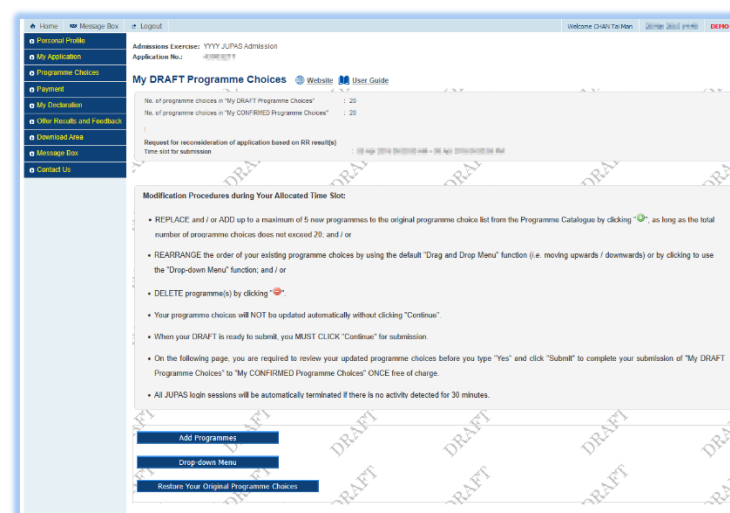 Home Message Box Logout Welcome CHAN Tai Man DEMO
Personal Profile
My Application
Programme Choices
Payment
My Declaration
Offer Results and Feedback
Download Area
Message Box
Contact Us
Admissions Exercise: YYYY JUPAS Admission
Application No.:
My DRAFT Programme Choices Website User Guide
No. of programme choices in "My DRAFT Programme Choices" : 20
No. of programme choices in "My CONFIRMED Programme Choices" : 20
:
Request for reconsideration of application based on RR result(s)
Time slot for submission :
Modification Procedures during Your Allocated Time Slot:
• REPLACE and / or ADD up to a maximum of 5 new programmes to the original programme choice list from the Programme Catalogue by clicking "", as long as the total
number of programme choices does not exceed 20; and / or
• REARRANGE the order of your existing programme choices by using the default "Drag and Drop Menu" function (i.e. moving upwards / downwards) or by clicking to use
the "Drop-down Menu" function; and / or
• DELETE programme(s) by clicking "".
• Your programme choices will NOT be updated automatically without clicking "Continue".
• When your DRAFT is ready to submit, you MUST CLICK "Continue" for submission.
• On the following page, you are required to review your updated programme choices before you type "Yes" and click "Submit" to complete your submission of "My DRAFT
Programme Choices" to "My CONFIRMED Programme Choices" ONCE free of charge.
• All JUPAS login sessions will be automatically terminated if there is no activity detected for 30 minutes.
Add Programmes
Drop-down Menu
Restore Your Original Programme Choices
DRAFT
DRAFT
DRAFT